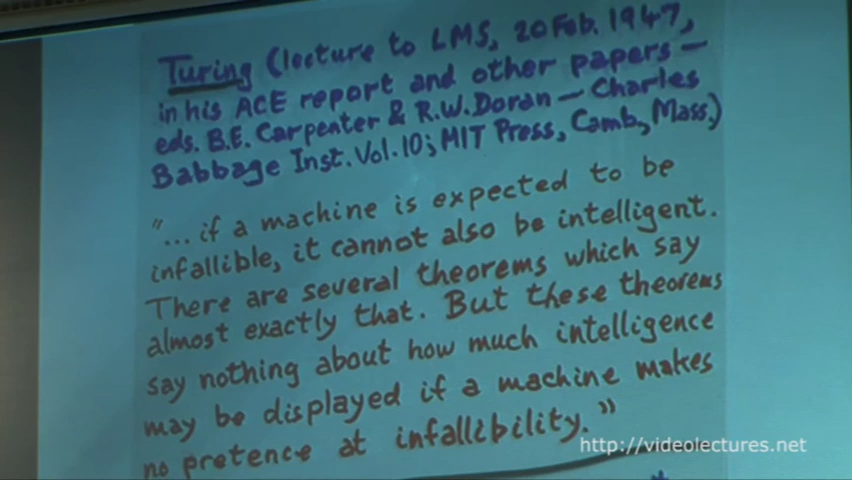 Turing (lecture to LMS, 20 Feb. 1947,
in his ACE report and other papers —
eds. B.E. Carpenter & R.W. Doran — Charles
Babbage Inst. Vol. 10; MIT Press, Camb, Mass.)
"... if a machine is expected to be
infallible, it cannot also be intelligent.
There are several theorems which say
almost exactly that. But these theorems
say nothing about how much intelligence
may be displayed if a machine makes
no pretence at infallibility."
http://videolectures.net